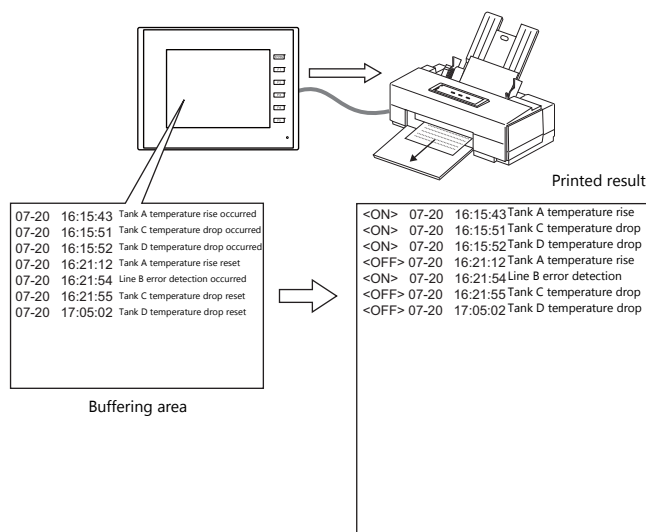 Printed result
07-20 16:15:43 Tank A temperature rise occurred
07-20 16:15:51 Tank C temperature drop occurred
07-20 16:15:52 Tank D temperature drop occurred
07-20 16:21:12 Tank A temperature rise reset
07-20 16:21:54 Line B error detection occurred
07-20 16:21:55 Tank C temperature drop reset
07-20 17:05:02 Tank D temperature drop reset
Buffering area
<ON> 07-20 16:15:43 Tank A temperature rise
<ON> 07-20 16:15:51 Tank C temperature drop
<ON> 07-20 16:15:52 Tank D temperature drop
<OFF> 07-20 16:21:12 Tank A temperature rise
<ON> 07-20 16:21:54 Line B error detection
<OFF> 07-20 16:21:55 Tank C temperature drop
<OFF> 07-20 17:05:02 Tank D temperature drop